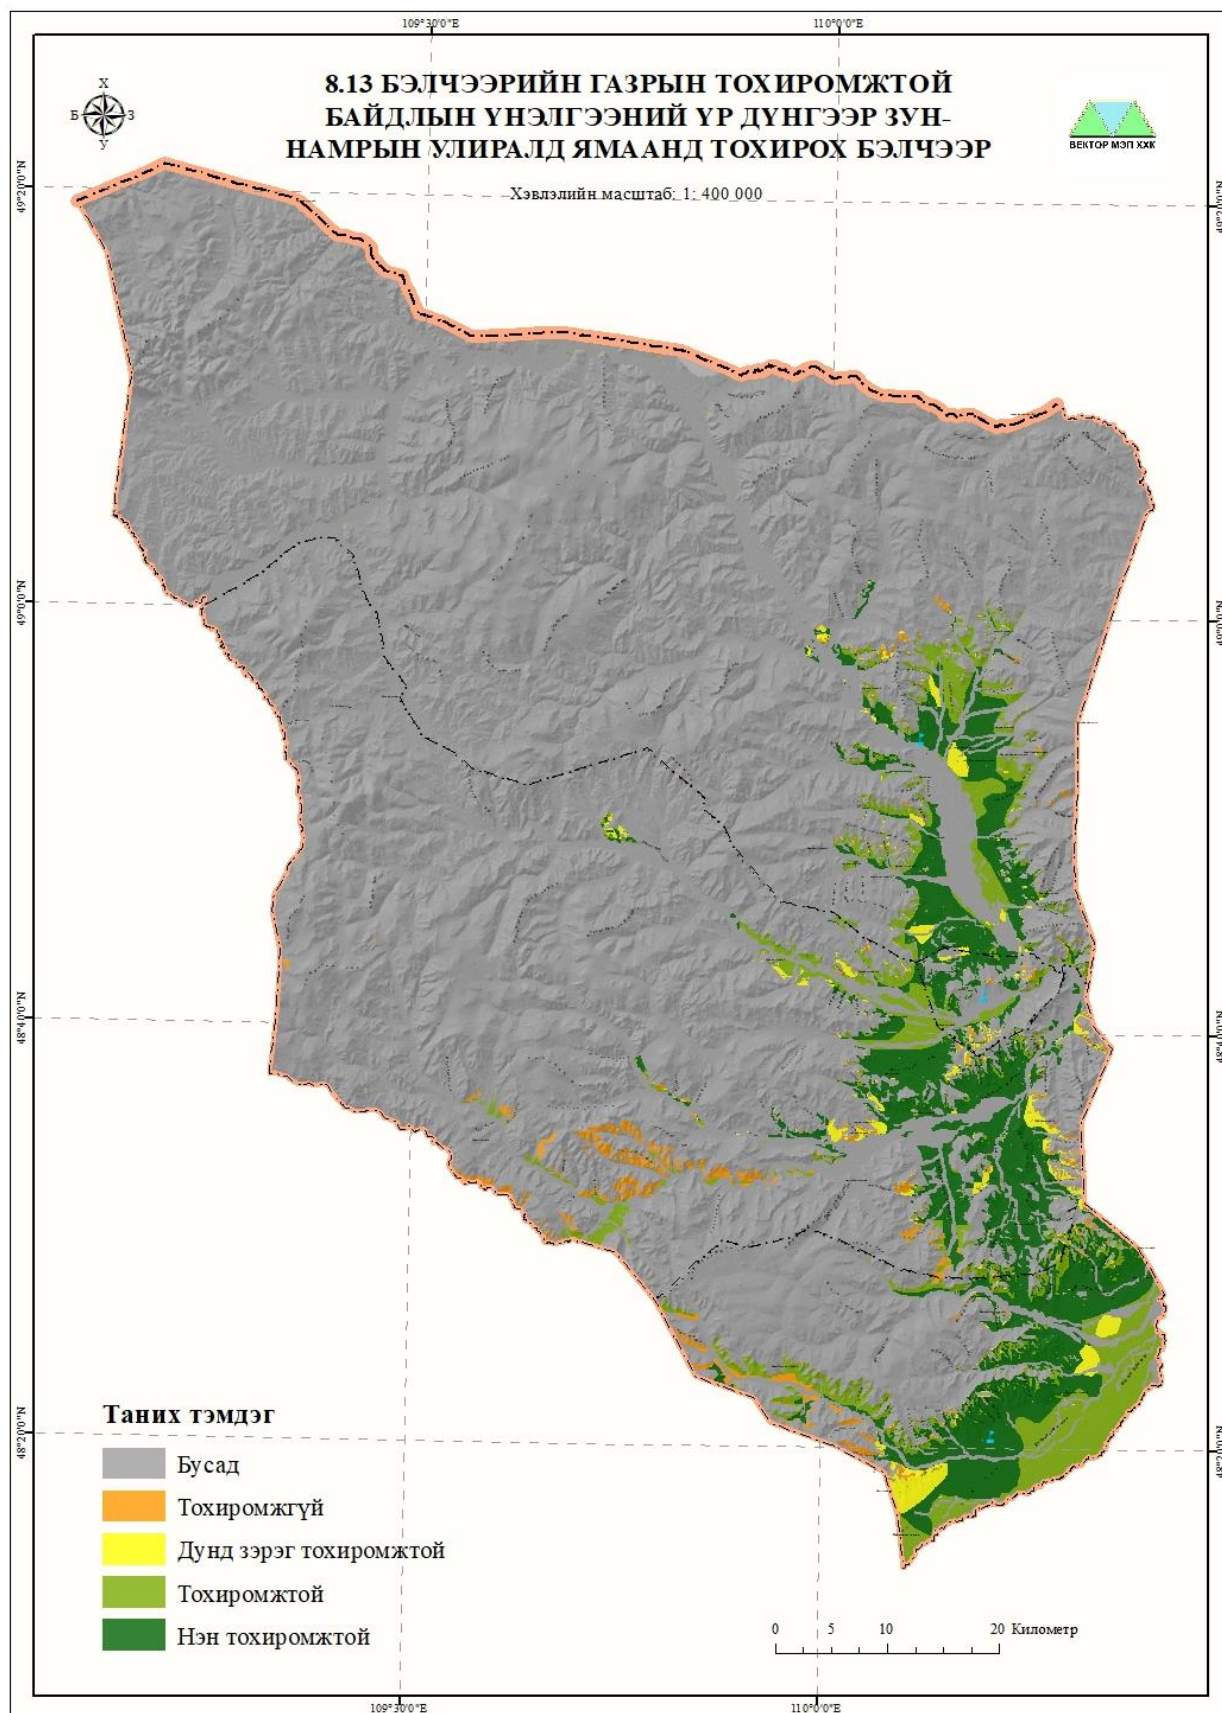 109°30'0"E
110°0'0"E
8.13 БЭЛЧЭЭРИЙН ГАЗРЫН ТОХИРОМЖТОЙ
БАЙДЛЫН ҮНЭЛГЭЭНИЙ ҮР ДҮНГЭЭР ЗУН-
НАМРЫН УЛИРАЛД ЯМААНД ТОХИРОХ БЭЛЧЭЭР
Хэвлэлийн масштаб: 1: 400 000
Х
Б
З
У
ВЕКТОР МЭП ХХК
49°20'0"N
49°0'0"N
48°40'0"N
48°20'0"N
Таних тэмдэг
Бусад
Тохиромжгүй
Дунд зэрэг тохиромжтой
Тохиромжтой
Нэн тохиромжтой
0
5
10
20 Километр
109°30'0"E
110°0'0"E